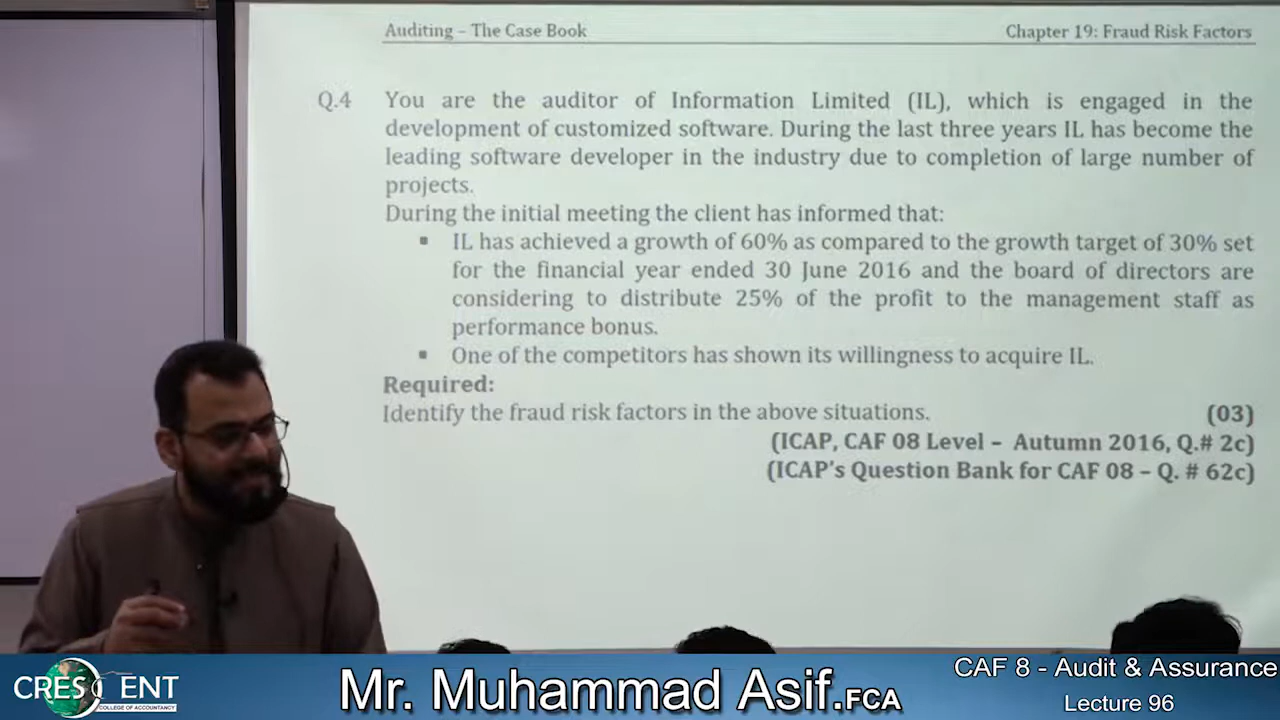 Auditing – The Case Book
Chapter 19: Fraud Risk Factors
Q.4 You are the auditor of Information Limited (IL), which is engaged in the
development of customized software. During the last three years IL has become the
leading software developer in the industry due to completion of large number of
projects.
During the initial meeting the client has informed that:
▪ IL has achieved a growth of 60% as compared to the growth target of 30% set
for the financial year ended 30 June 2016 and the board of directors are
considering to distribute 25% of the profit to the management staff as
performance bonus.
▪ One of the competitors has shown its willingness to acquire IL.
Required:
Identify the fraud risk factors in the above situations. (03)
(ICAP, CAF 08 Level – Autumn 2016, Q.# 2c)
(ICAP's Question Bank for CAF 08 – Q. # 62c)
CRESCENT
COLLEGE OF ACCOUNTANCY
Mr. Muhammad Asif.FCA
CAF 8 - Audit & Assurance
Lecture 96